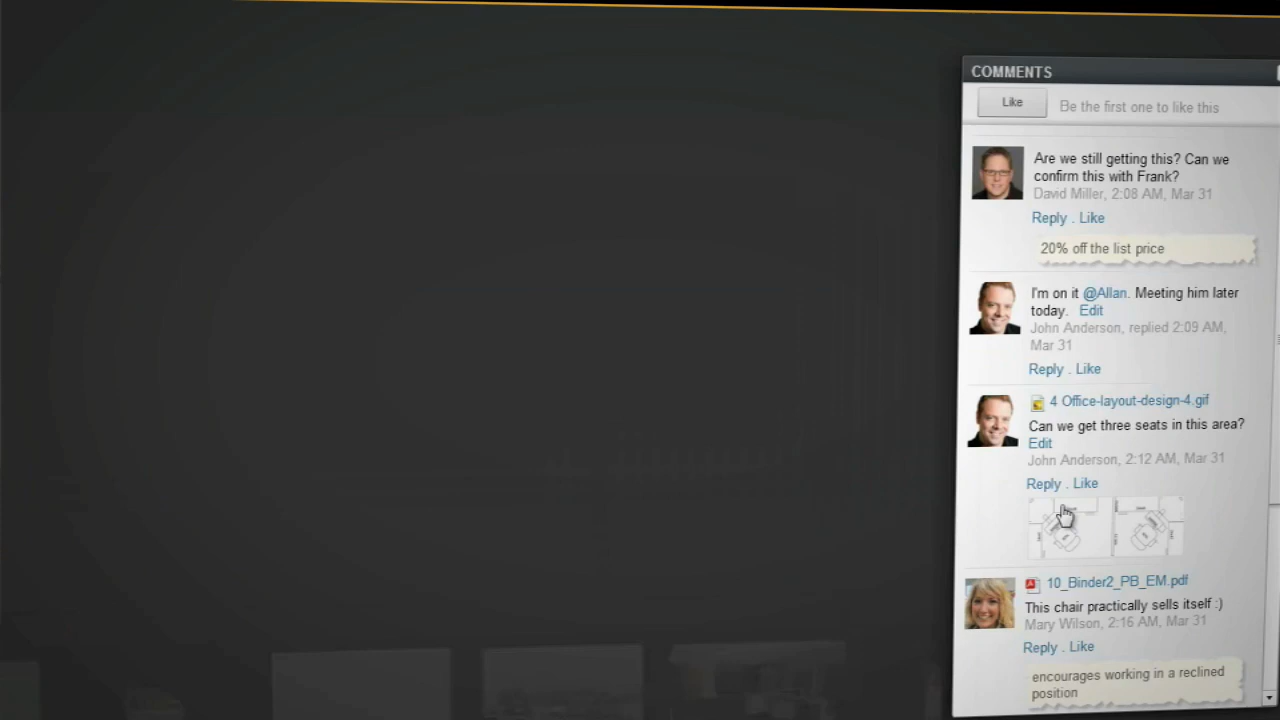 COMMENTS
Like
Be the first one to like this
Are we still getting this? Can we
confirm this with Frank?
David Miller, 2:08 AM, Mar 31
Reply . Like
20% off the list price
I'm on it @Allan. Meeting him later
today. Edit
John Anderson, replied 2:09 AM,
Mar 31
Reply . Like
4 Office-layout-design-4.gif
Can we get three seats in this area?
Edit
John Anderson, 2:12 AM, Mar 31
Reply . Like
10_Binder2_PB_EM.pdf
This chair practically sells itself :)
Mary Wilson, 2:16 AM, Mar 31
Reply . Like
encourages working in a reclined
position